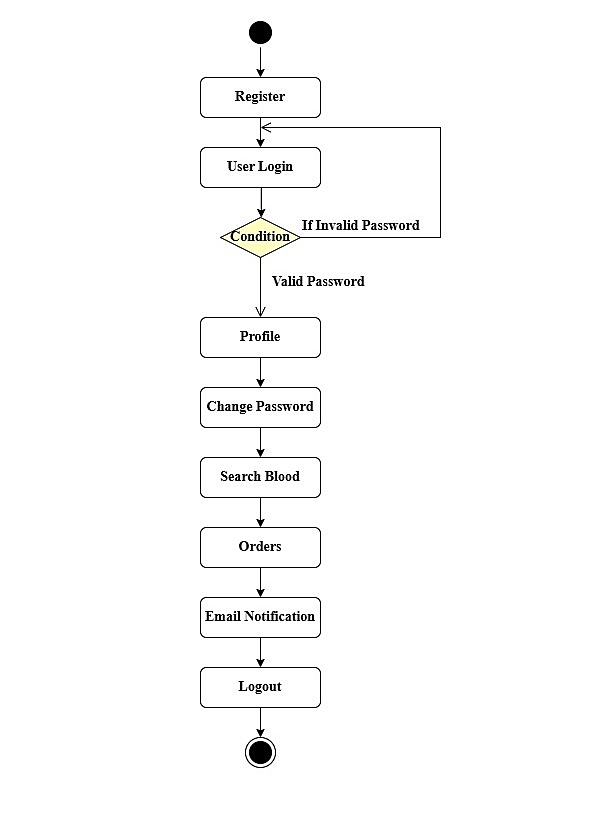 Register
User Login
Condition
If Invalid Password
Valid Password
Profile
Change Password
Search Blood
Orders
Email Notification
Logout